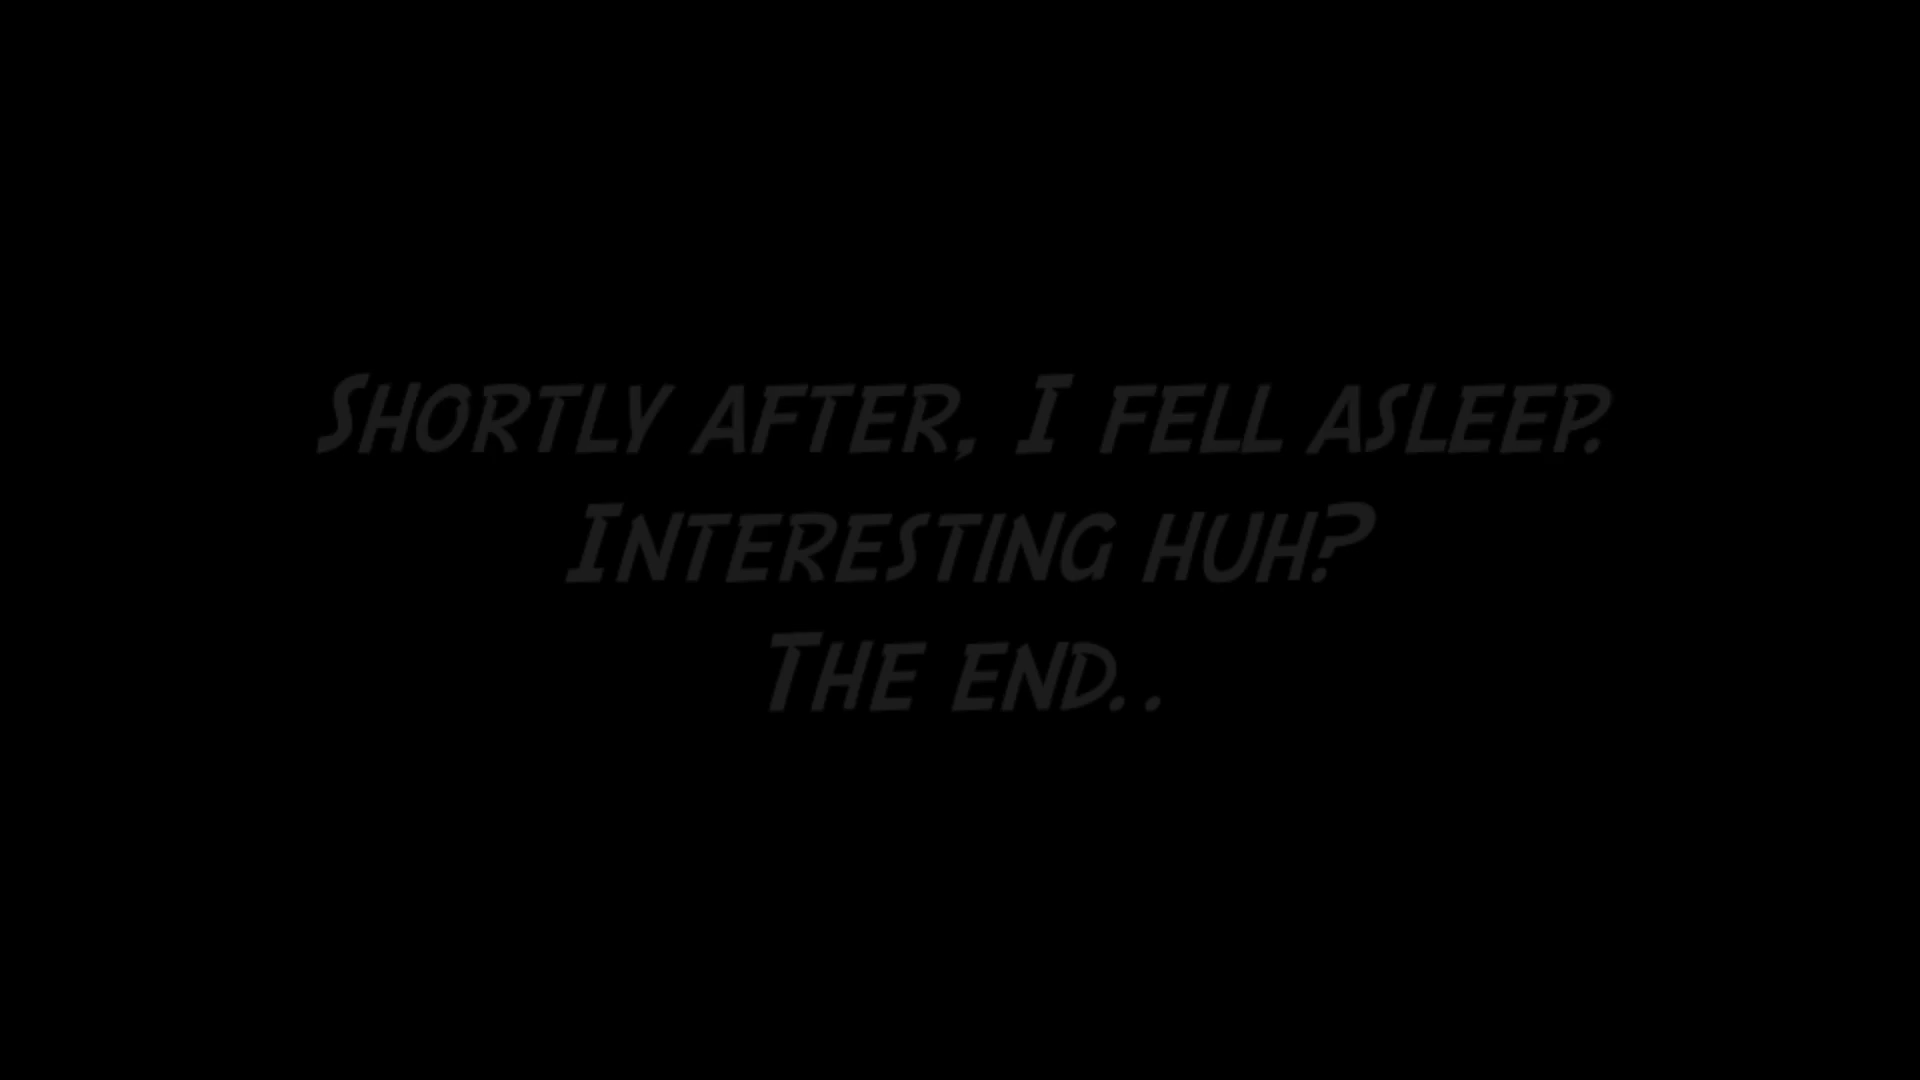 Shortly after, I fell asleep.
Interesting huh?
The end..